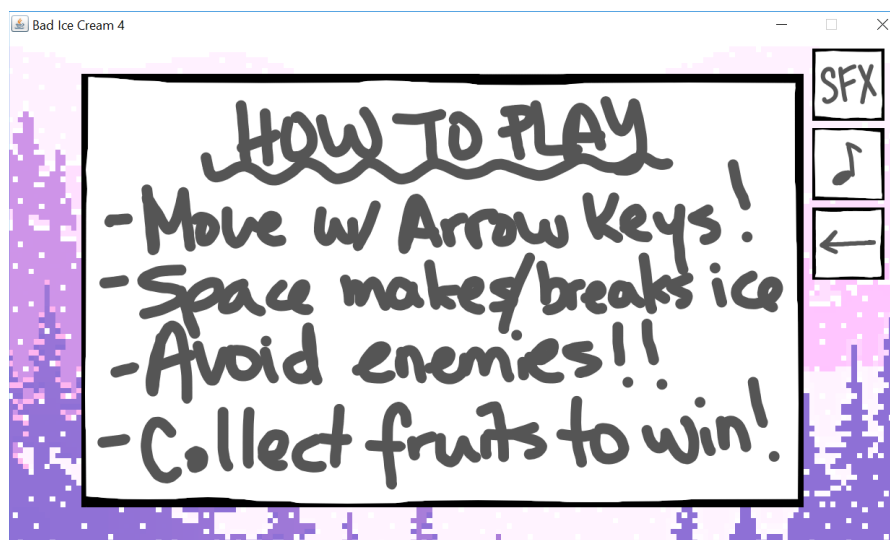 Bad Ice Cream 4
SFX
HOW TO PLAY
- Move w/ Arrow Keys!
- Space makes/breaks ice
- Avoid enemies!!
- Collect fruits to win!